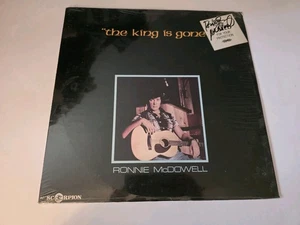 "the king is gone"
RONNIE McDOWELL
SCORPION